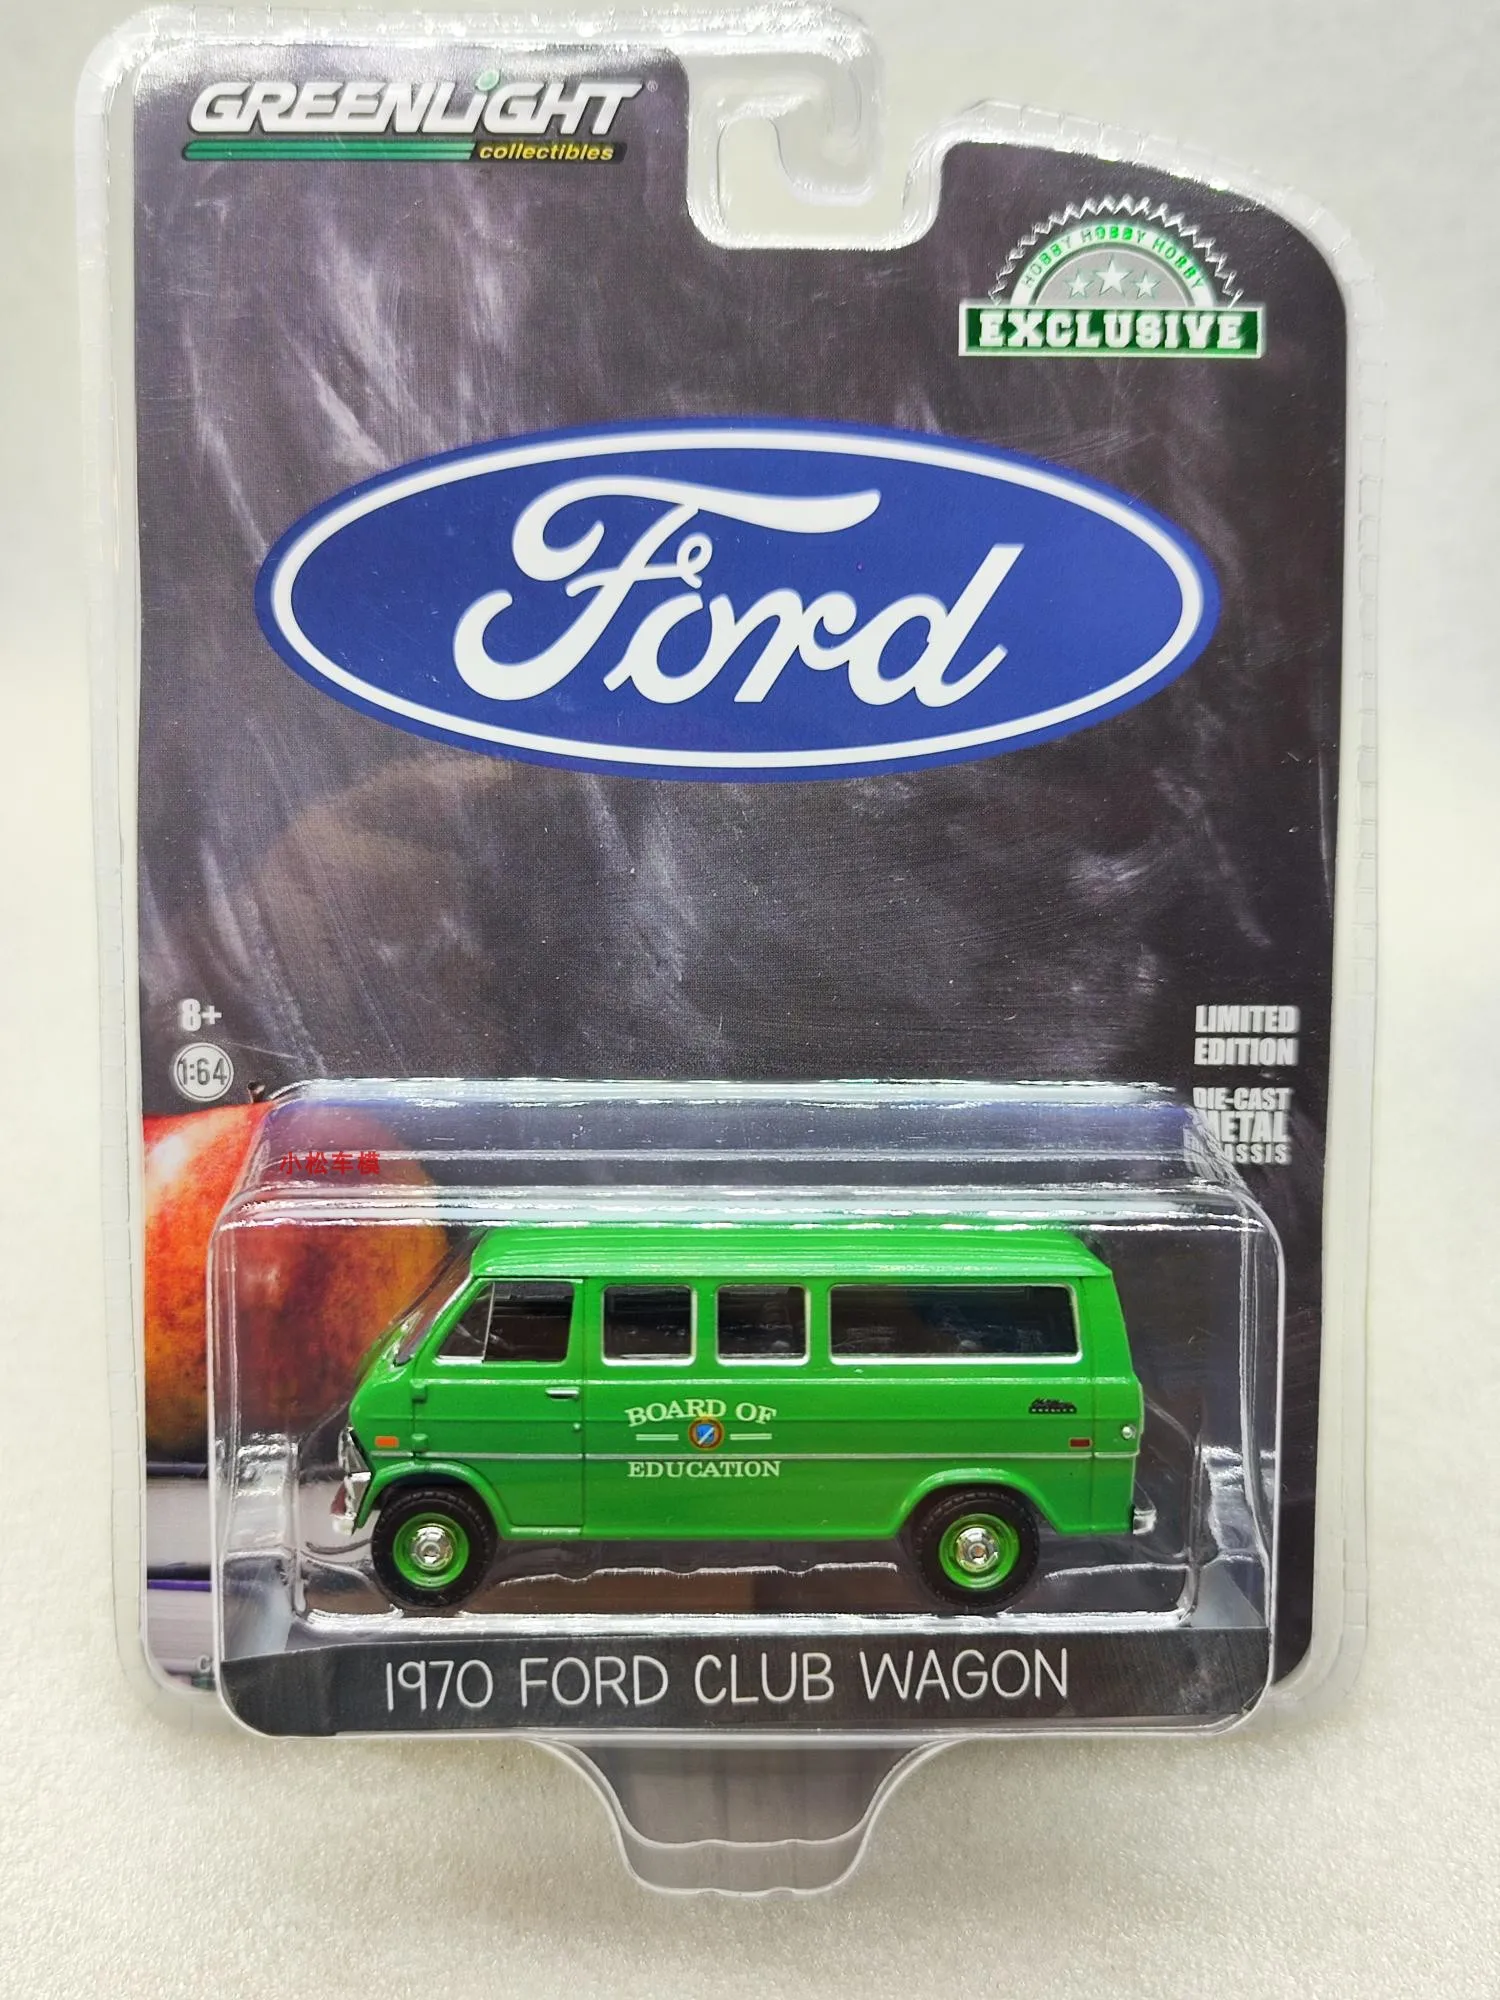 GREENLiGHT®
collectibles
HOBBY HOBBY HOBBY
EXCLUSIVE
Ford
8+
1:64
LIMITED
EDITION
DIE-CAST
METAL
小松车模
BOARD OF
EDUCATION
1970 FORD CLUB WAGON